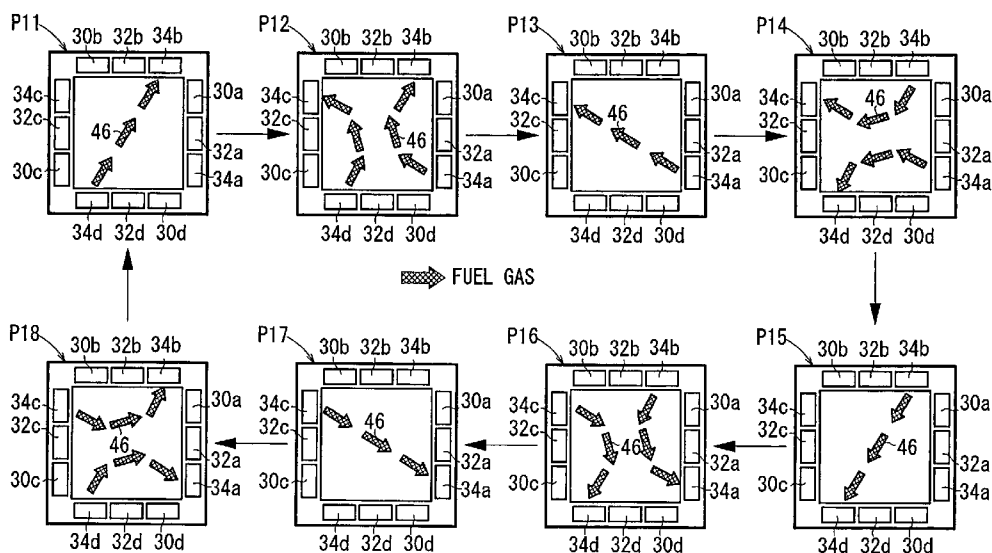 P11 30b 32b 34b P12 30b 32b 34b P13 30b 32b 34b P14 30b 32b 34b
34c 30a 34c 30a 34c 30a 34c 46 30a
32c 46 32c 46 32c 46 32c
30c 32a 30c 32a 30c 32a 30c 32a
34a 34a 34a 34a
34d 32d 30d 34d 32d 30d 34d 32d 30d 34d 32d 30d
FUEL GAS
P18 30b 32b 34b P17 30b 32b 34b P16 30b 32b 34b P15 30b 32b 34b
34c 30a 34c 46 30a 34c 30a 34c 30a
32c 46 32c 32c 46 32c 46
30c 32a 30c 32a 30c 32a 30c 32a
34a 34a 34a 34a
34d 32d 30d 34d 32d 30d 34d 32d 30d 34d 32d 30d